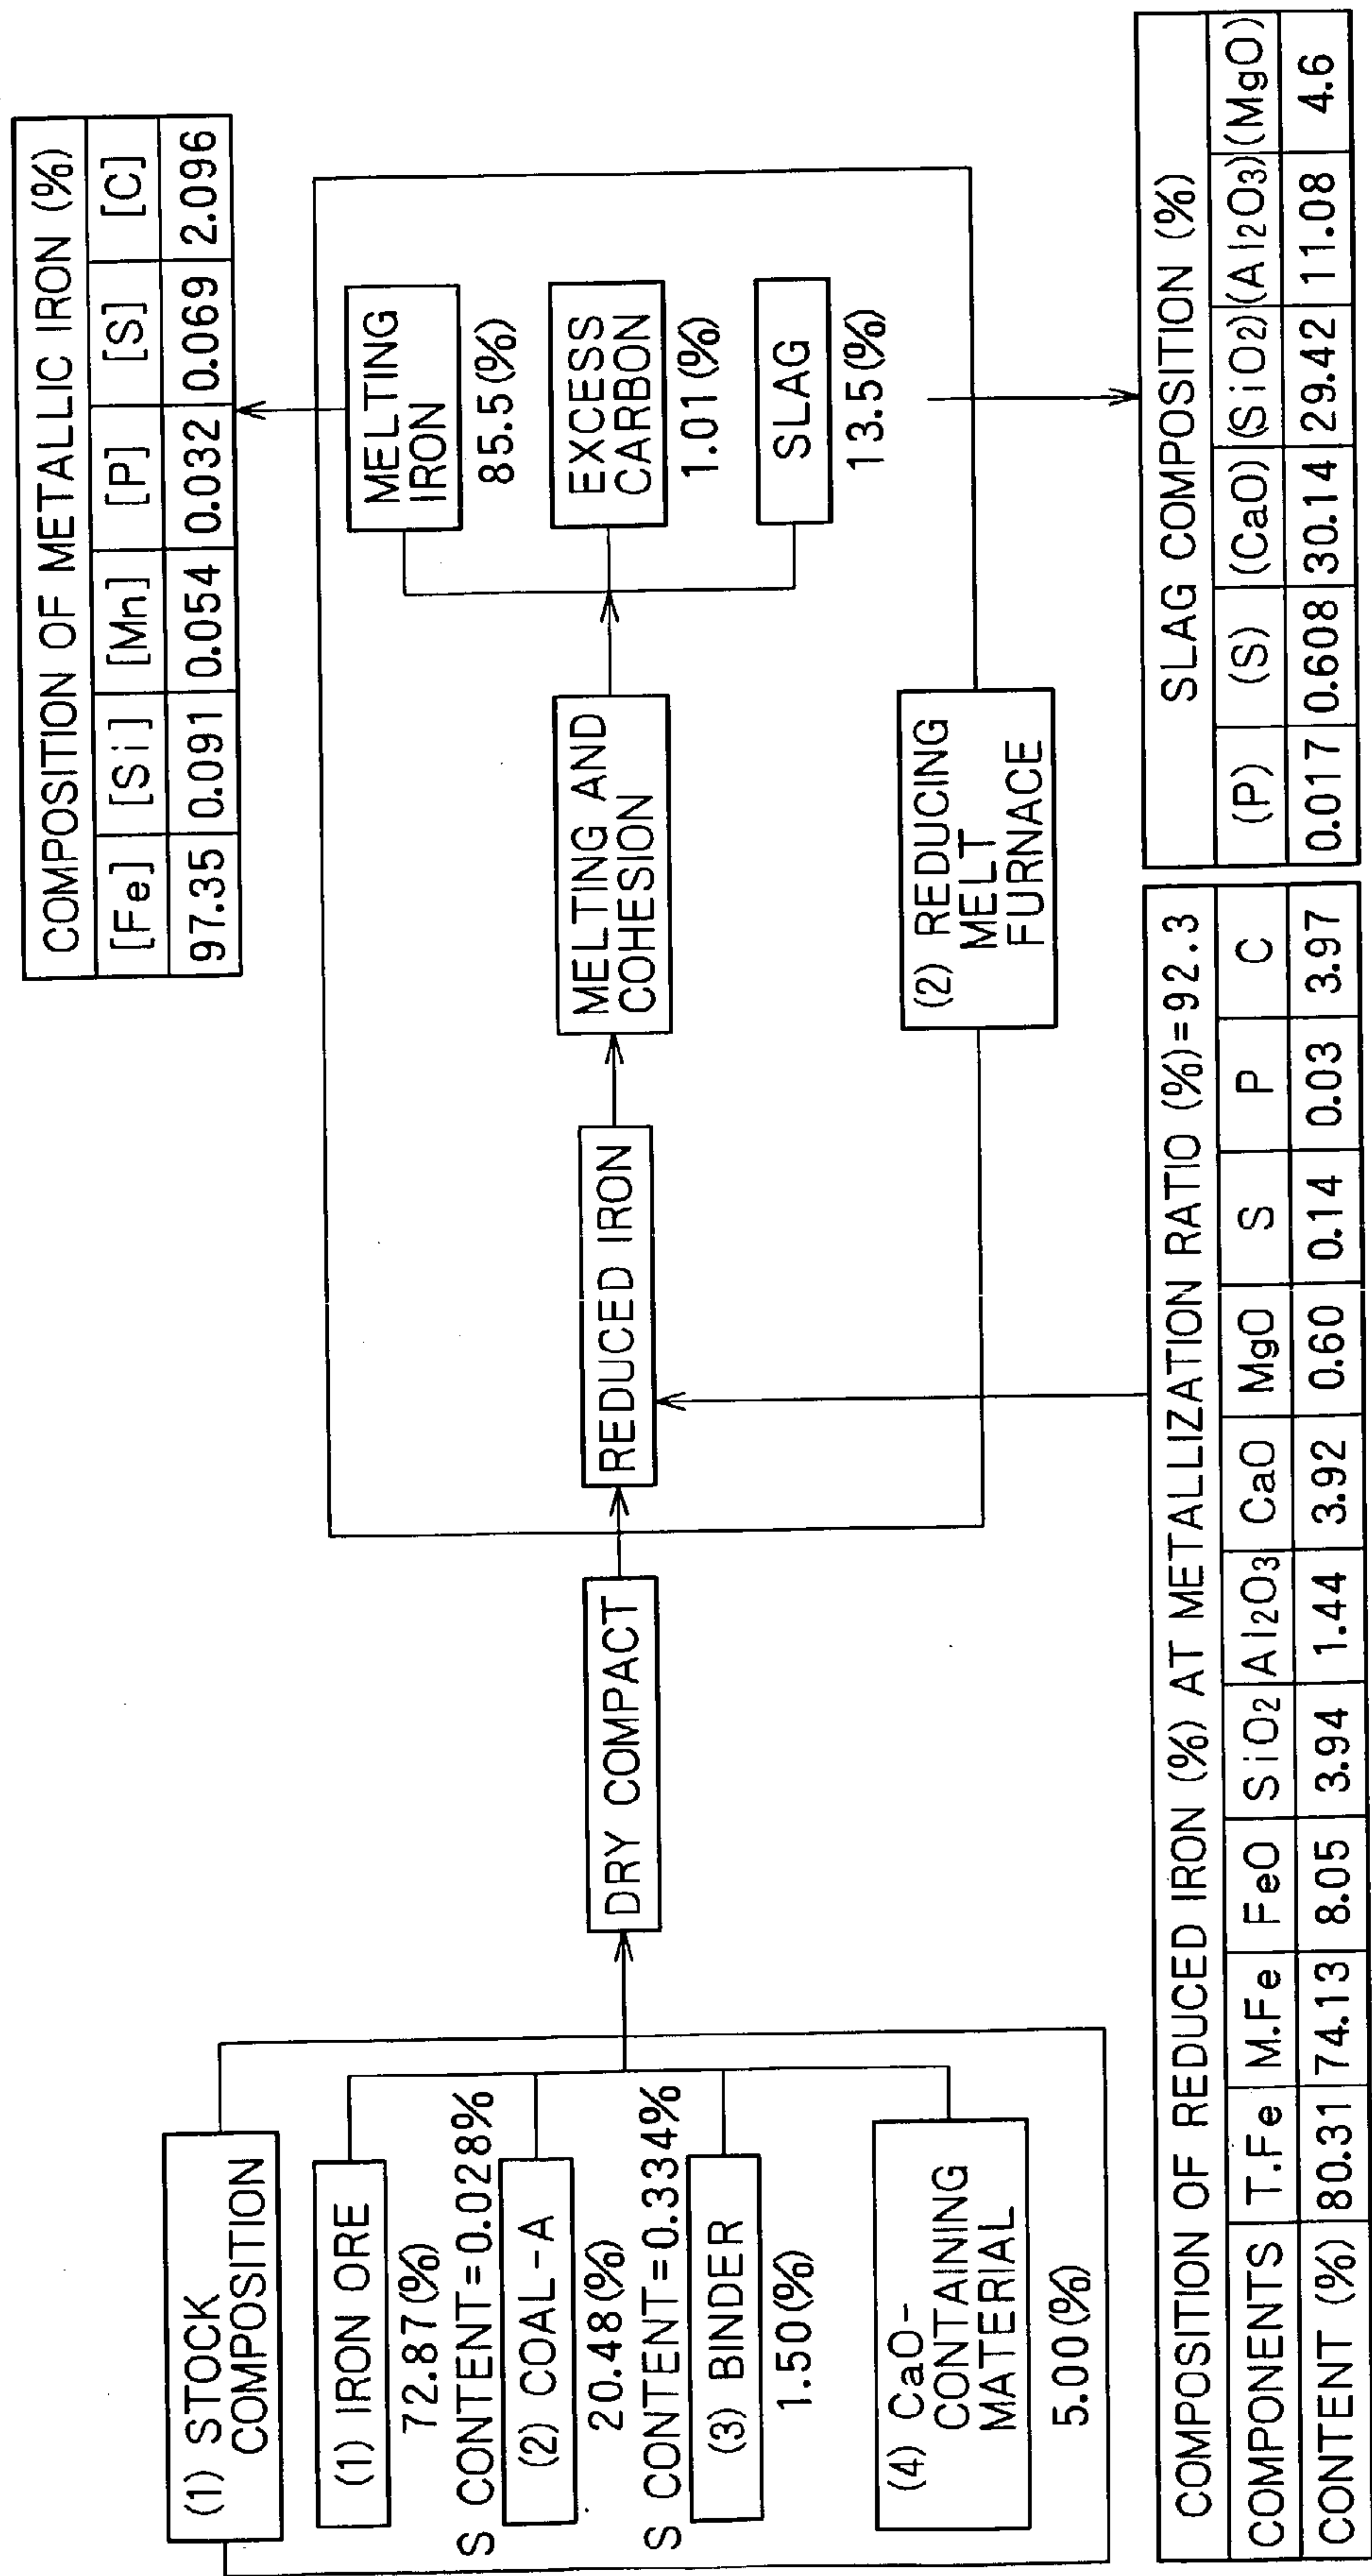 (1) STOCK
COMPOSITION
(1) IRON ORE
72.87(%)
S CONTENT=0.028%
(2) COAL-A
20.48(%)
S CONTENT=0.334%
(3) BINDER
1.50(%)
(4) CaO-
CONTAINING
MATERIAL
5.00(%)
DRY COMPACT
REDUCED IRON
MELTING AND
COHESION
(2) REDUCING
MELT
FURNACE
MELTING
IRON
85.5(%)
EXCESS
CARBON
1.01(%)
SLAG
13.5(%)
COMPOSITION OF METALLIC IRON (%)
[Fe] [Si] [Mn] [P] [S] [C]
97.35 0.091 0.054 0.032 0.069 2.096
COMPOSITION OF REDUCED IRON (%) AT METALLIZATION RATIO (%)=92.3
COMPONENTS T.Fe M.Fe FeO SiO2 Al2O3 CaO MgO S P C
CONTENT (%) 80.31 74.13 8.05 3.94 1.44 3.92 0.60 0.14 0.03 3.97
SLAG COMPOSITION (%)
(P) (S) (CaO) (SiO2) (Al2O3) (MgO)
0.017 0.608 30.14 29.42 11.08 4.6